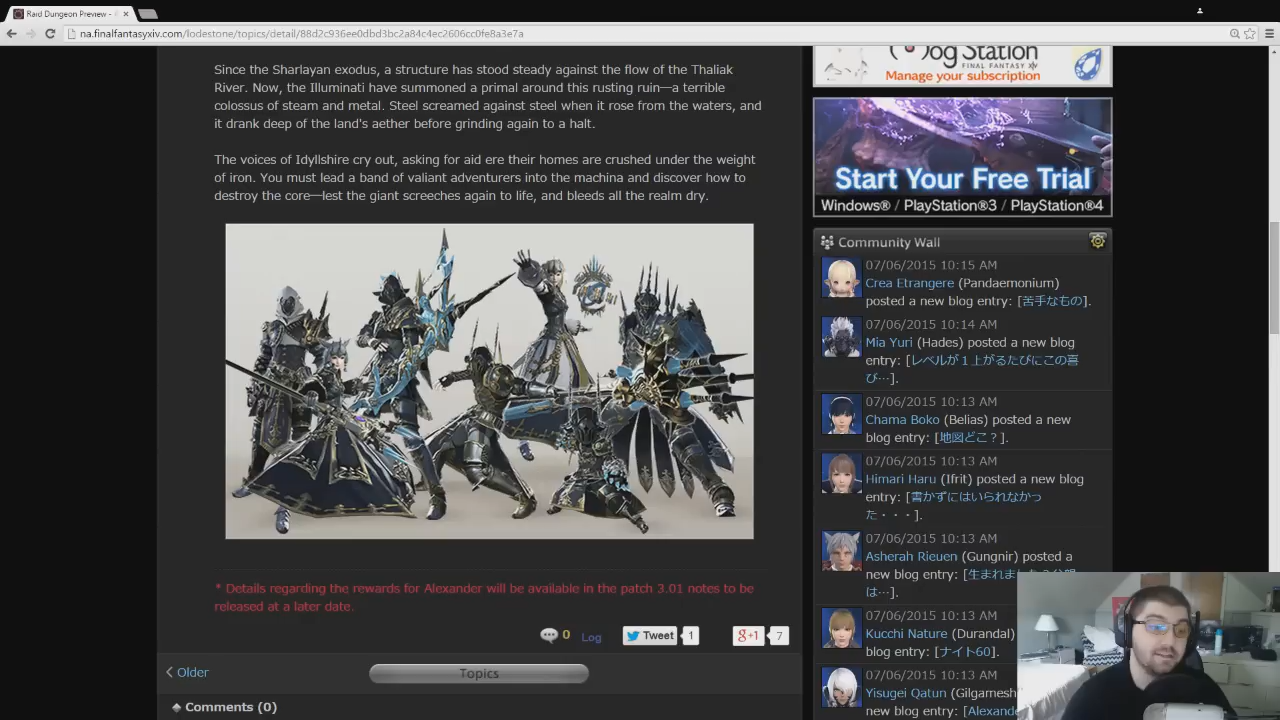 Raid Dungeon Preview -
na.finalfantasyxiv.com/lodestone/topics/detail/88d2c936ee0dbd3bc2a84c4ec2606cc0fe8a3e7a
Since the Sharlayan exodus, a structure has stood steady against the flow of the Thaliak
River. Now, the Illuminati have summoned a primal around this rusting ruin—a terrible
colossus of steam and metal. Steel screamed against steel when it rose from the waters, and
it drank deep of the land's aether before grinding again to a halt.
The voices of Idyllshire cry out, asking for aid ere their homes are crushed under the weight
of iron. You must lead a band of valiant adventurers into the machina and discover how to
destroy the core—lest the giant screeches again to life, and bleeds all the realm dry.
* Details regarding the rewards for Alexander will be available in the patch 3.01 notes to be
released at a later date.
0 Log Tweet 1 g+1 7
Older
Topics
Comments (0)
Mog Station
FINAL FANTASY XIV
Manage your subscription
Start Your Free Trial
Windows® / PlayStation®3 / PlayStation®4
Community Wall
07/06/2015 10:15 AM
Crea Etrangere (Pandaemonium)
posted a new blog entry: [苦手なもの].
07/06/2015 10:14 AM
Mia Yuri (Hades) posted a new blog
entry: [レベルが１上がるたびにこの喜
び…].
07/06/2015 10:13 AM
Chama Boko (Belias) posted a new
blog entry: [地図どこ？].
07/06/2015 10:13 AM
Himari Haru (Ifrit) posted a new blog
entry: [書かずにはいられなかっ
た・・・].
07/06/2015 10:13 AM
Asherah Rieuen (Gungnir) posted a
new blog entry: [生まれま
は…].
07/06/2015 10:13 AM
Kucchi Nature (Durandal)
posted a new blog entry:
[ナイト60].
07/06/2015 10:13 AM
Yisugei Qatun (Gilgamesh
new blog entry: [Alexand